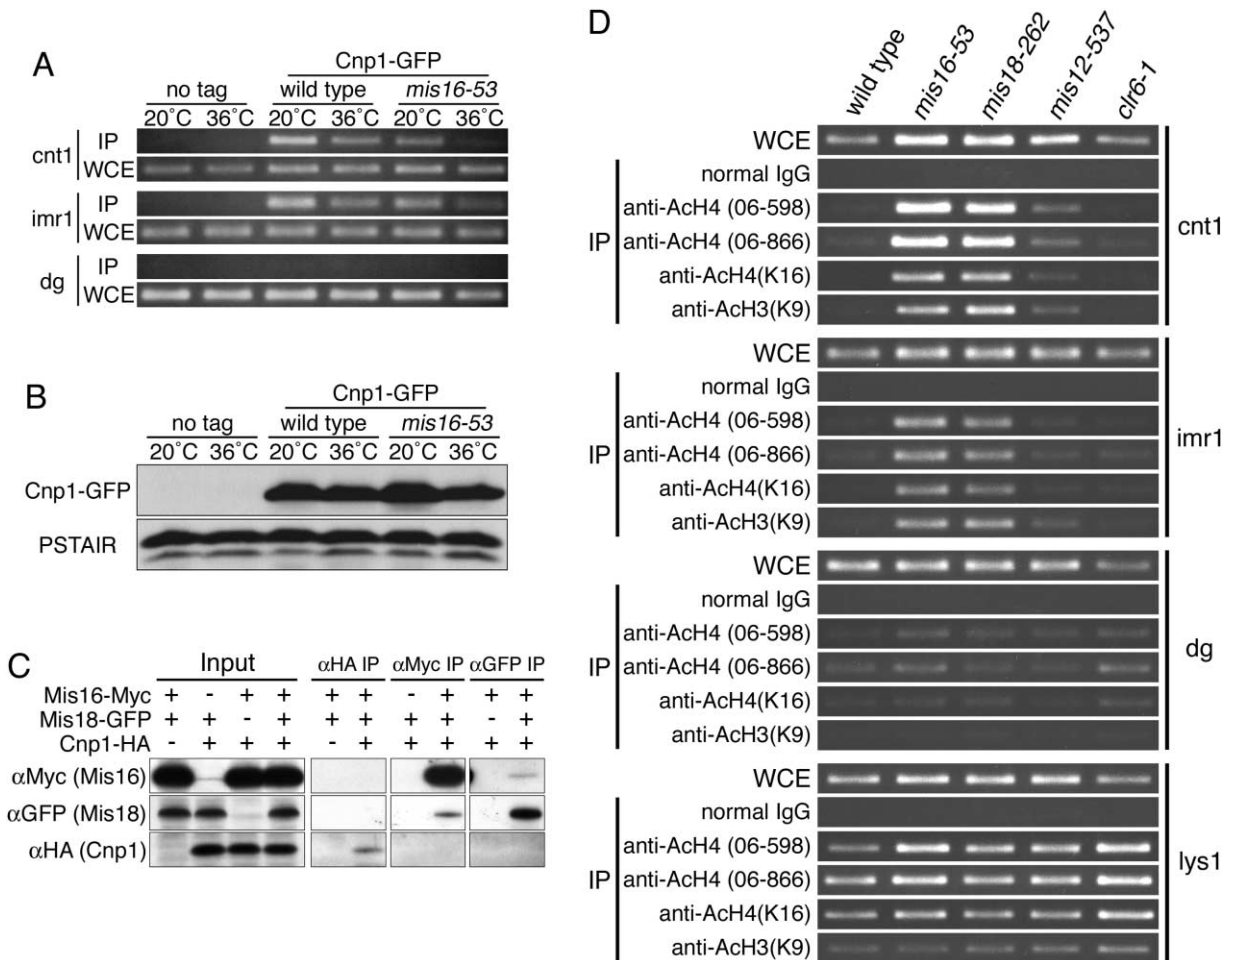 A
Cnp1-GFP
no tag wild type mis16-53
20˚C 36˚C 20˚C 36˚C 20˚C 36˚C
cnt1 IP
WCE
imr1 IP
WCE
dg IP
WCE
B
Cnp1-GFP
no tag wild type mis16-53
20˚C 36˚C 20˚C 36˚C 20˚C 36˚C
Cnp1-GFP
PSTAIR
C
Input αHA IP αMyc IP αGFP IP
Mis16-Myc + - + + + + - + + +
Mis18-GFP + + - + + + + + - +
Cnp1-HA - + + + - + + + + +
αMyc (Mis16)
αGFP (Mis18)
αHA (Cnp1)
D
wild type mis16-53 mis18-262 mis12-537 clr6-1
WCE
normal IgG
anti-AcH4 (06-598)
IP anti-AcH4 (06-866)
anti-AcH4(K16)
anti-AcH3(K9)
cnt1
WCE
normal IgG
anti-AcH4 (06-598)
IP anti-AcH4 (06-866)
anti-AcH4(K16)
anti-AcH3(K9)
imr1
WCE
normal IgG
anti-AcH4 (06-598)
IP anti-AcH4 (06-866)
anti-AcH4(K16)
anti-AcH3(K9)
dg
WCE
normal IgG
anti-AcH4 (06-598)
IP anti-AcH4 (06-866)
anti-AcH4(K16)
anti-AcH3(K9)
lys1